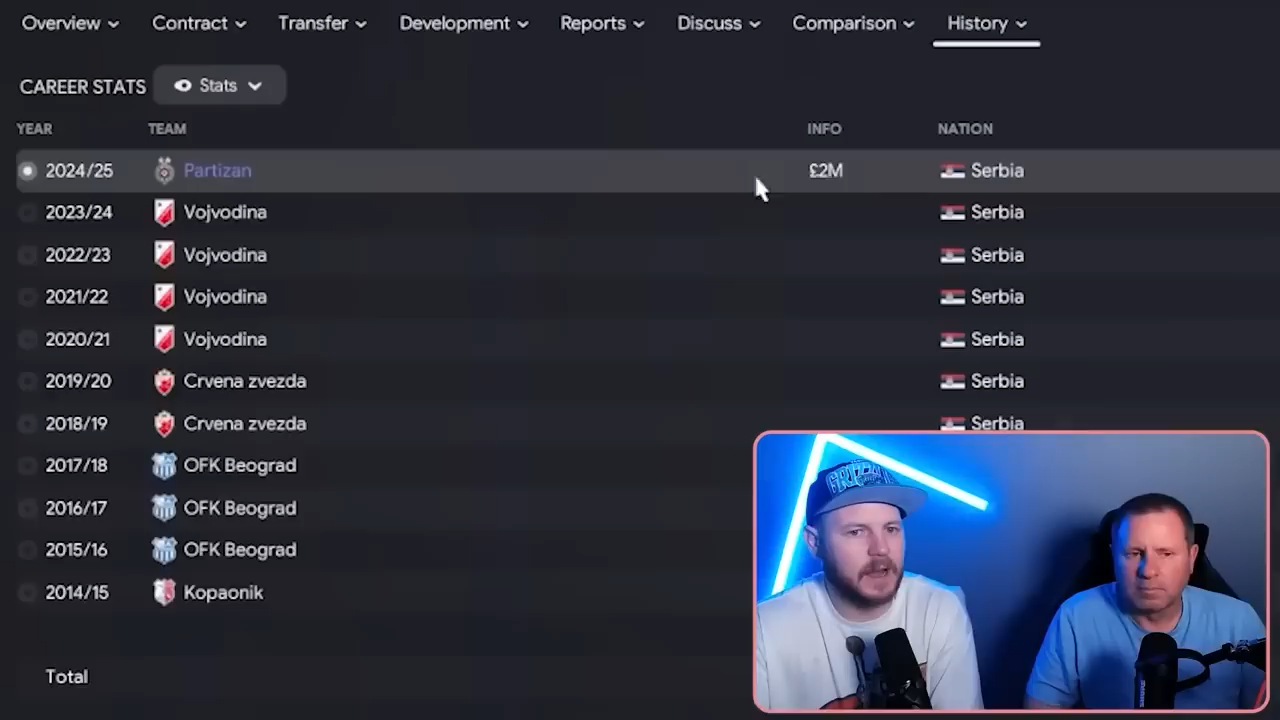 Overview Contract Transfer Development Reports Discuss Comparison History
CAREER STATS Stats
YEAR TEAM INFO NATION
2024/25 Partizan £2M Serbia
2023/24 Vojvodina Serbia
2022/23 Vojvodina Serbia
2021/22 Vojvodina Serbia
2020/21 Vojvodina Serbia
2019/20 Crvena zvezda Serbia
2018/19 Crvena zvezda Serbia
2017/18 OFK Beograd
2016/17 OFK Beograd
2015/16 OFK Beograd
2014/15 Kopaonik
Total